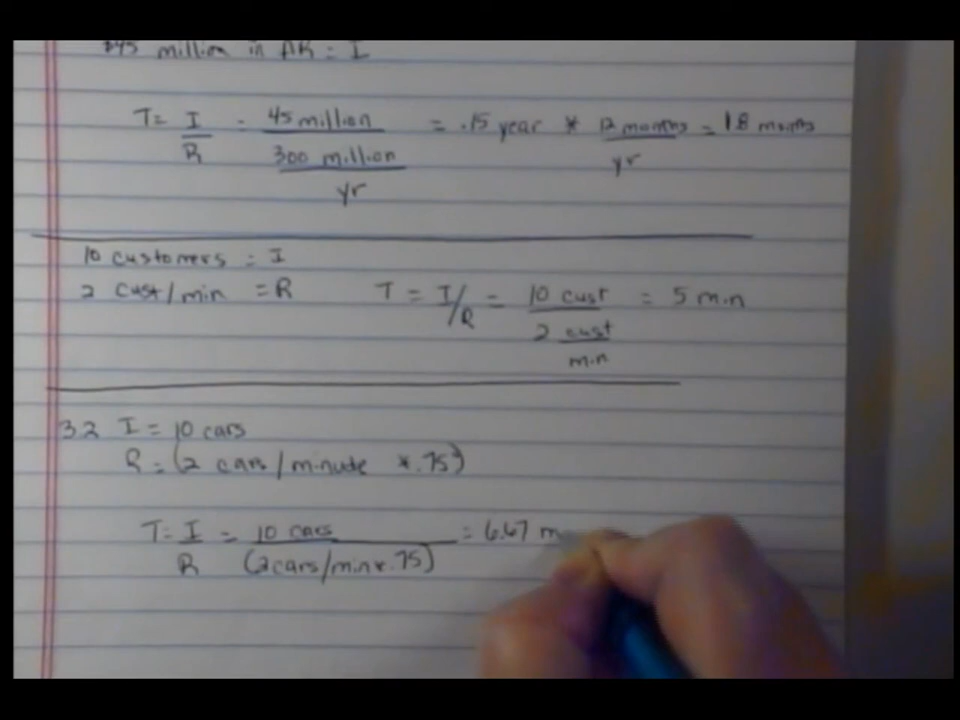 $45 million in AR = I
T = I = 45 million = .15 year * 12 months = 1.8 months
R 300 million yr
yr
10 customers = I
2 cust/min = R T = I/R = 10 cust = 5 min
2 cust
min
3.2 I = 10 cars
R = (2 cars/minute * .75)
T = I = 10 cars = 6.67 m
R (2 cars/min * .75)